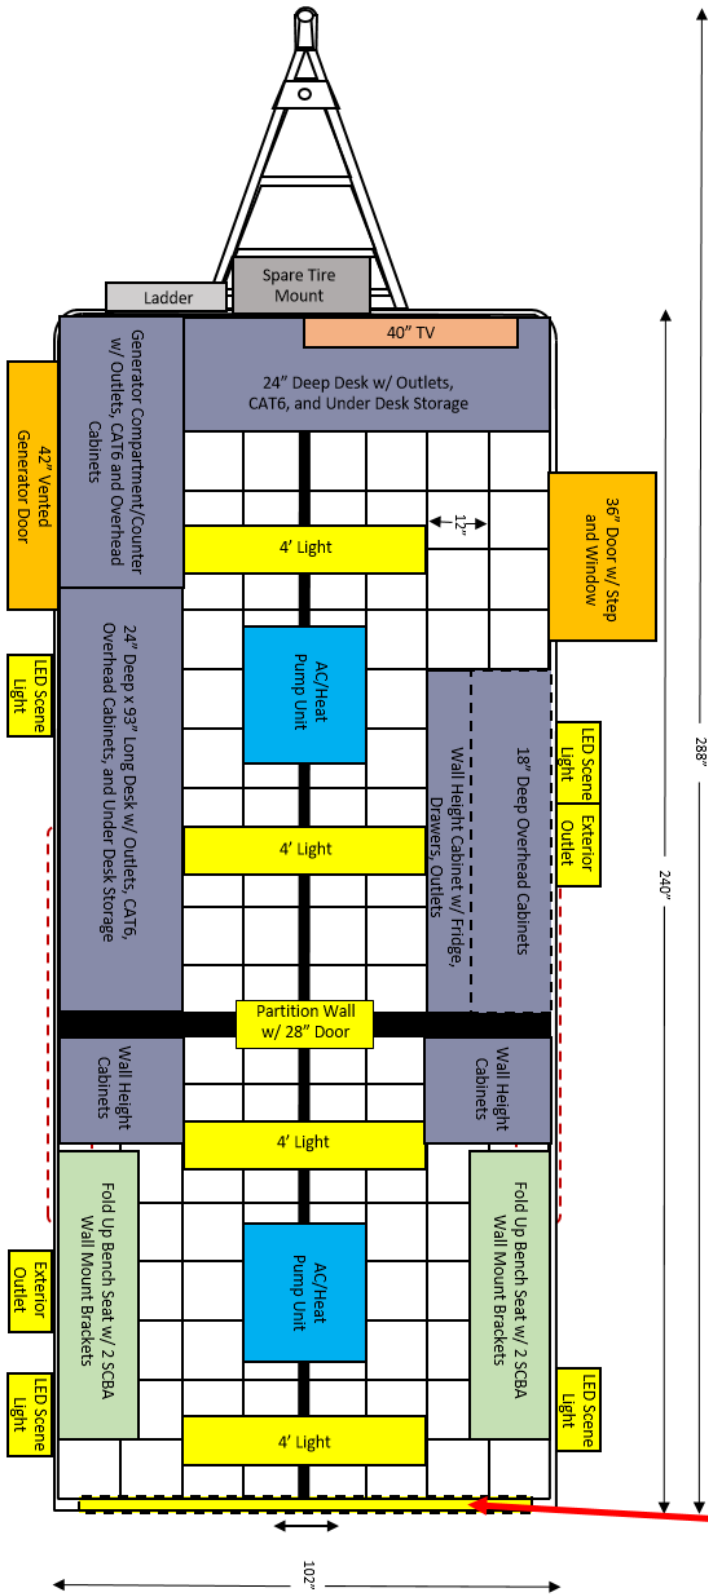 Spare Tire
Mount
Ladder
40” TV
24” Deep Desk w/ Outlets,
CAT6, and Under Desk Storage
Generator Compartment/Counter
w/ Outlets, CAT6 and Overhead
Cabinets
42” Vented
Generator Door
36” Door w/ Step
and Window
12”
4’ Light
AC/Heat
Pump Unit
24” Deep x 93” Long Desk w/ Outlets, CAT6,
Overhead Cabinets, and Under Desk Storage
LED Scene
Light
18” Deep Overhead Cabinets
Wall Height Cabinet w/ Fridge,
Drawers, Outlets
LED Scene
Light
Exterior
Outlet
288”
240”
4’ Light
Partition Wall
w/ 28” Door
Wall Height
Cabinets
Wall Height
Cabinets
4’ Light
Fold Up Bench Seat w/ 2 SCBA
Wall Mount Brackets
Fold Up Bench Seat w/ 2 SCBA
Wall Mount Brackets
AC/Heat
Pump Unit
Exterior
Outlet
LED Scene
Light
LED Scene
Light
4’ Light
102”